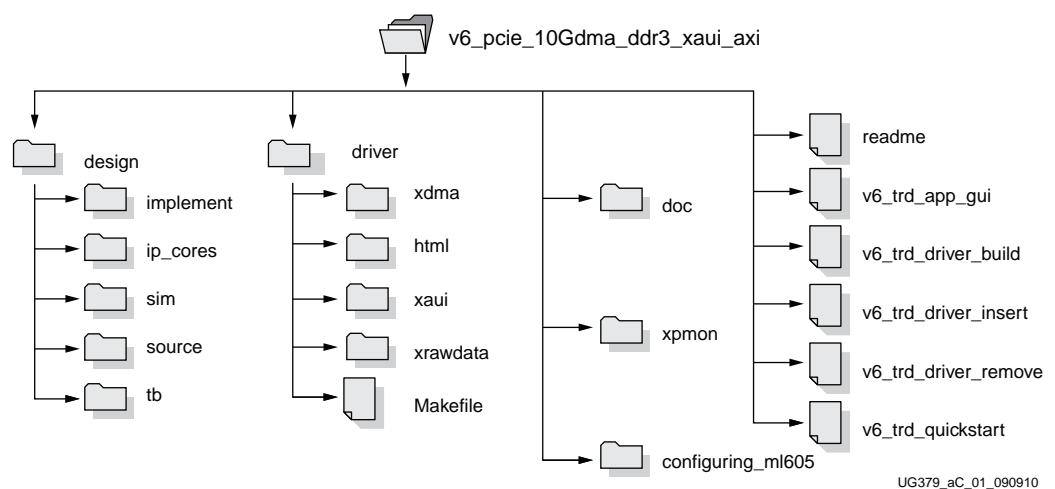 v6_pcie_10Gdma_ddr3_xaui_axi
design
implement
ip_cores
sim
source
tb
driver
xdma
html
xaui
xrawdata
Makefile
doc
xpmon
configuring_ml605
readme
v6_trd_app_gui
v6_trd_driver_build
v6_trd_driver_insert
v6_trd_driver_remove
v6_trd_quickstart
UG379_aC_01_090910